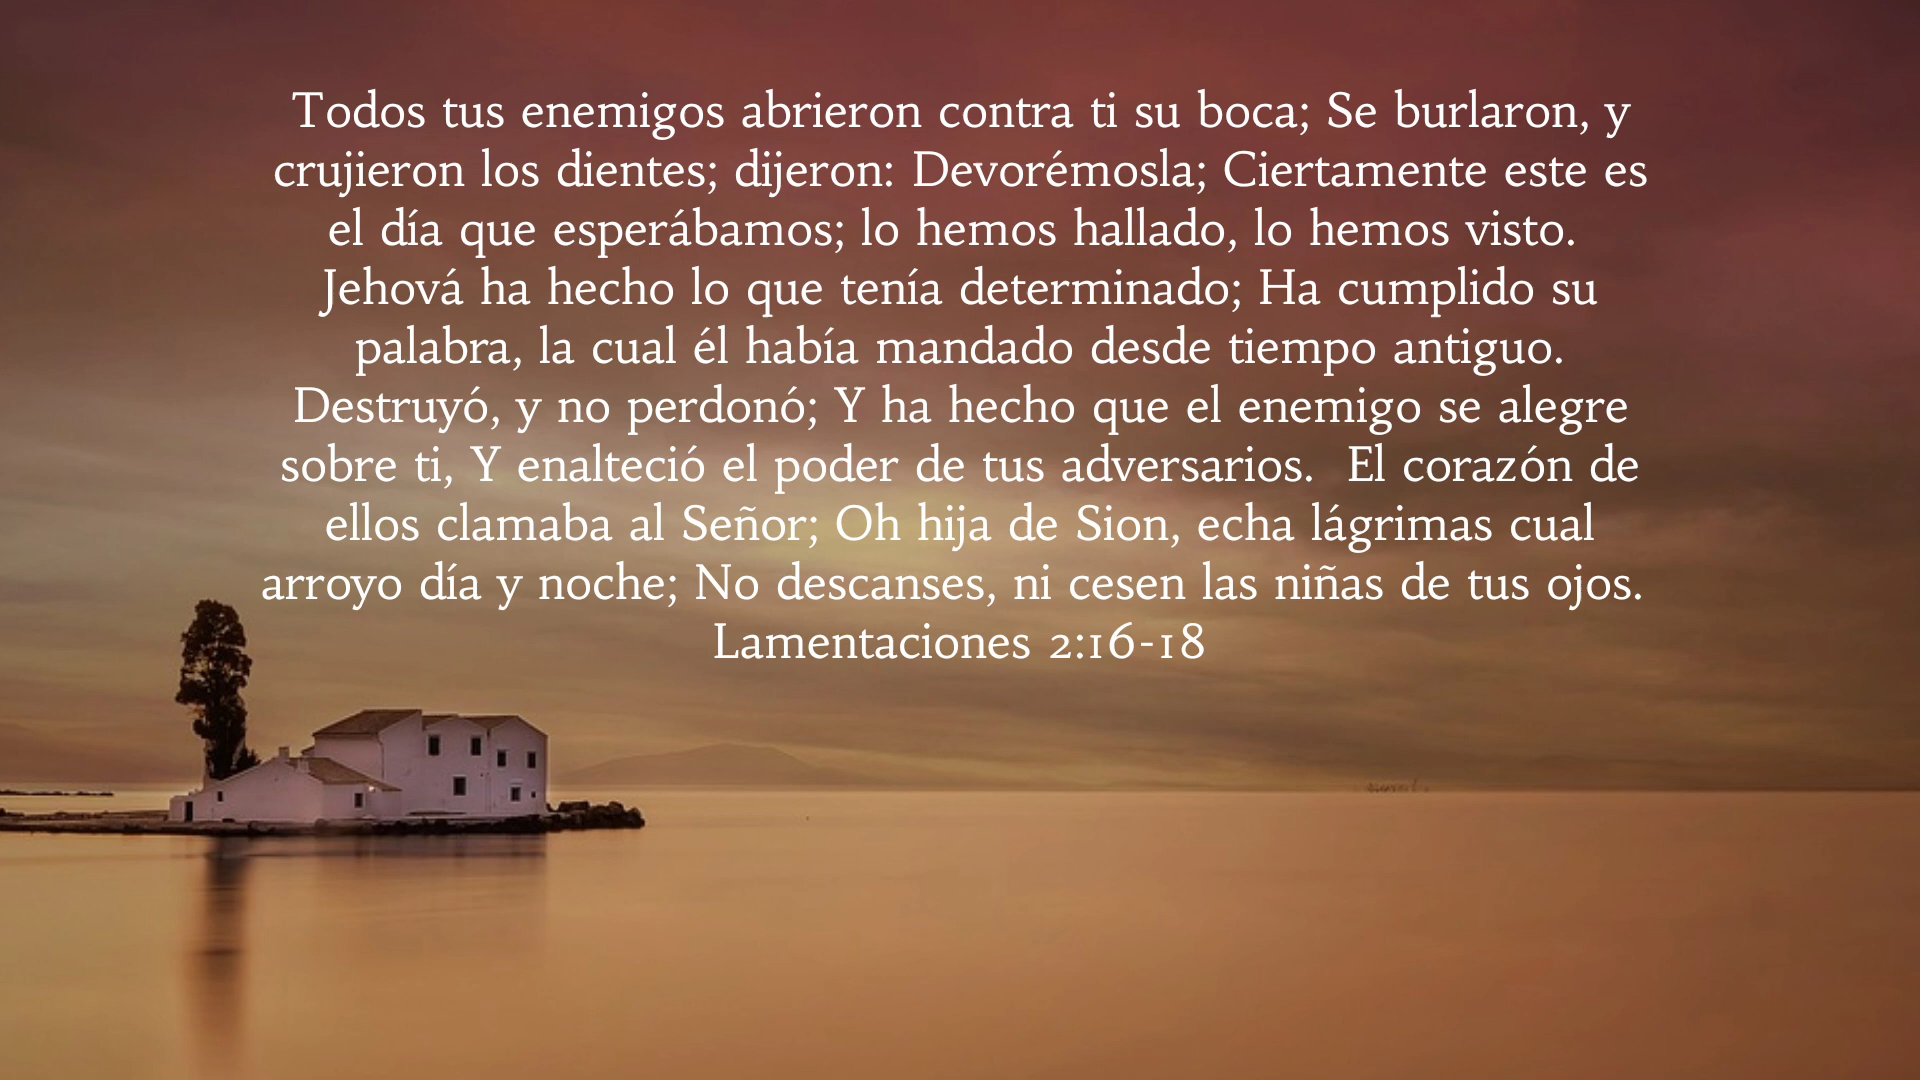 Todos tus enemigos abrieron contra ti su boca; Se burlaron, y
crujieron los dientes; dijeron: Devorémosla; Ciertamente este es
el día que esperábamos; lo hemos hallado, lo hemos visto.
Jehová ha hecho lo que tenía determinado; Ha cumplido su
palabra, la cual él había mandado desde tiempo antiguo.
Destruyó, y no perdonó; Y ha hecho que el enemigo se alegre
sobre ti, Y enalteció el poder de tus adversarios.  El corazón de
ellos clamaba al Señor; Oh hija de Sion, echa lágrimas cual
arroyo día y noche; No descanses, ni cesen las niñas de tus ojos.
Lamentaciones 2:16-18